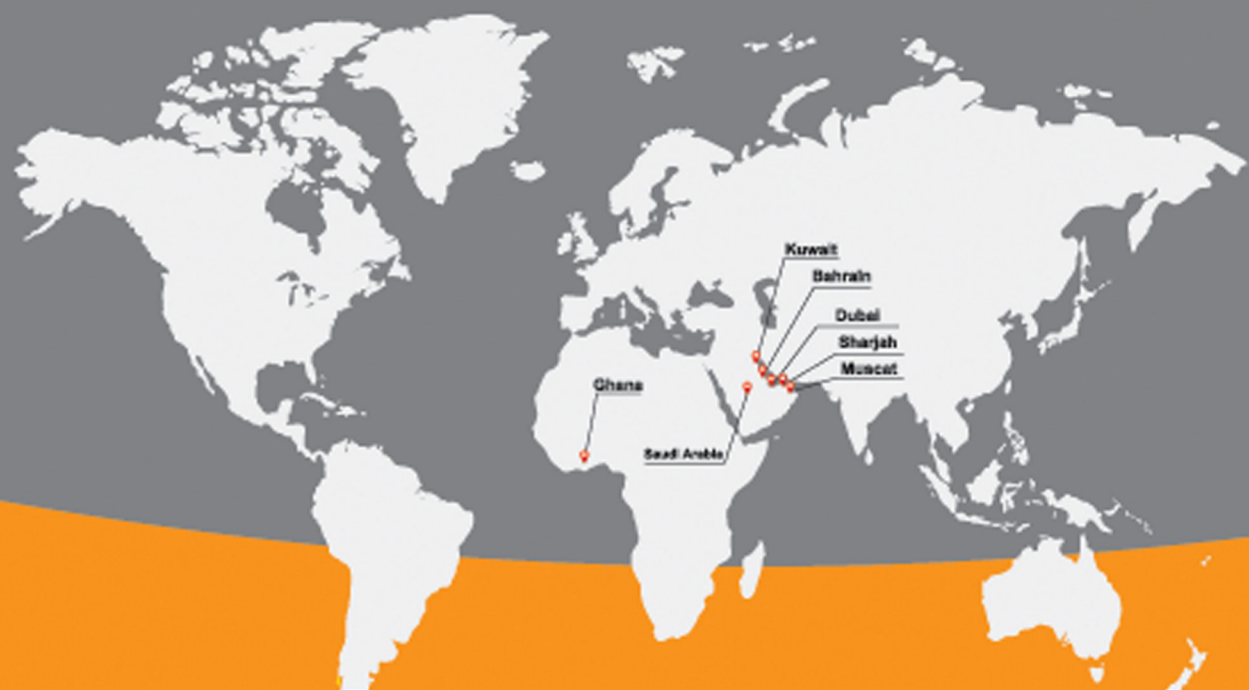 Kuwait
Bahrain
Dubai
Sharjah
Muscat
Ghana
Saudi Arabia